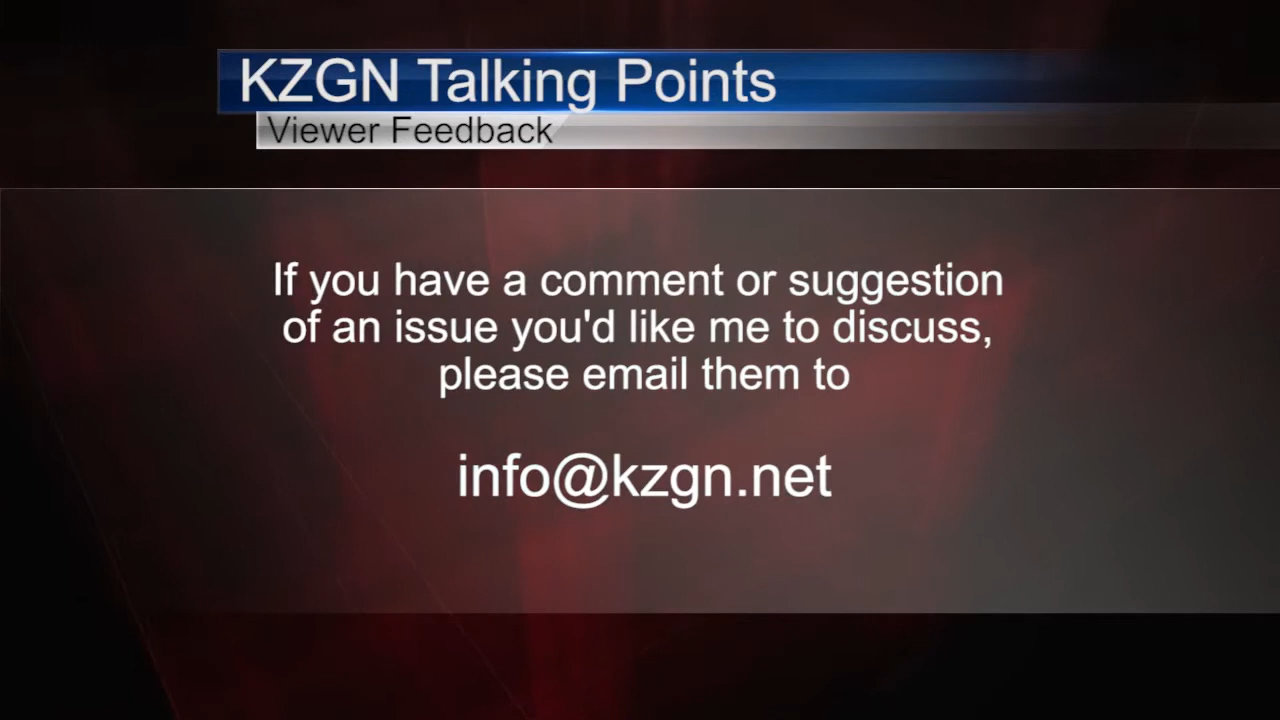 KZGN Talking Points
Viewer Feedback
If you have a comment or suggestion
of an issue you'd like me to discuss,
please email them to
info@kzgn.net